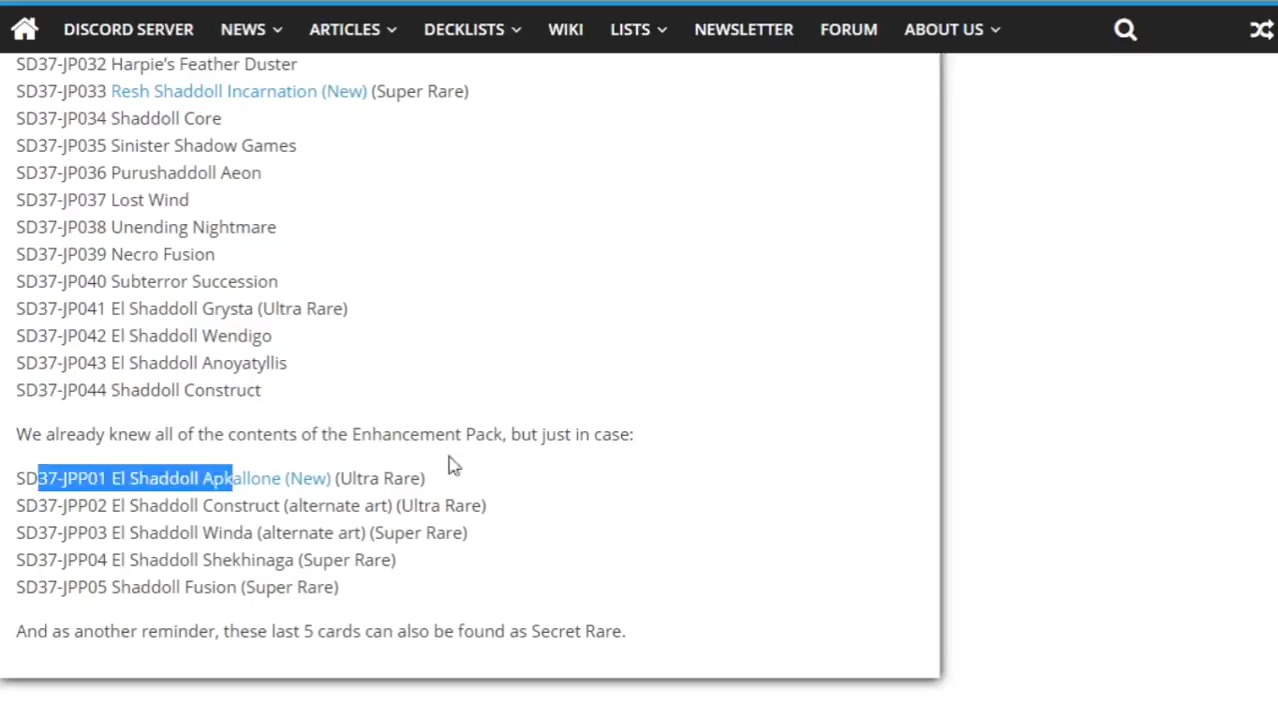 DISCORD SERVER NEWS ARTICLES DECKLISTS WIKI LISTS NEWSLETTER FORUM ABOUT US
SD37-JP032 Harpie's Feather Duster
SD37-JP033 Resh Shaddoll Incarnation (New) (Super Rare)
SD37-JP034 Shaddoll Core
SD37-JP035 Sinister Shadow Games
SD37-JP036 Purushaddoll Aeon
SD37-JP037 Lost Wind
SD37-JP038 Unending Nightmare
SD37-JP039 Necro Fusion
SD37-JP040 Subterror Succession
SD37-JP041 El Shaddoll Grysta (Ultra Rare)
SD37-JP042 El Shaddoll Wendigo
SD37-JP043 El Shaddoll Anoyatyllis
SD37-JP044 Shaddoll Construct
We already knew all of the contents of the Enhancement Pack, but just in case:
SD37-JPP01 El Shaddoll Apkallone (New) (Ultra Rare)
SD37-JPP02 El Shaddoll Construct (alternate art) (Ultra Rare)
SD37-JPP03 El Shaddoll Winda (alternate art) (Super Rare)
SD37-JPP04 El Shaddoll Shekhinaga (Super Rare)
SD37-JPP05 Shaddoll Fusion (Super Rare)
And as another reminder, these last 5 cards can also be found as Secret Rare.